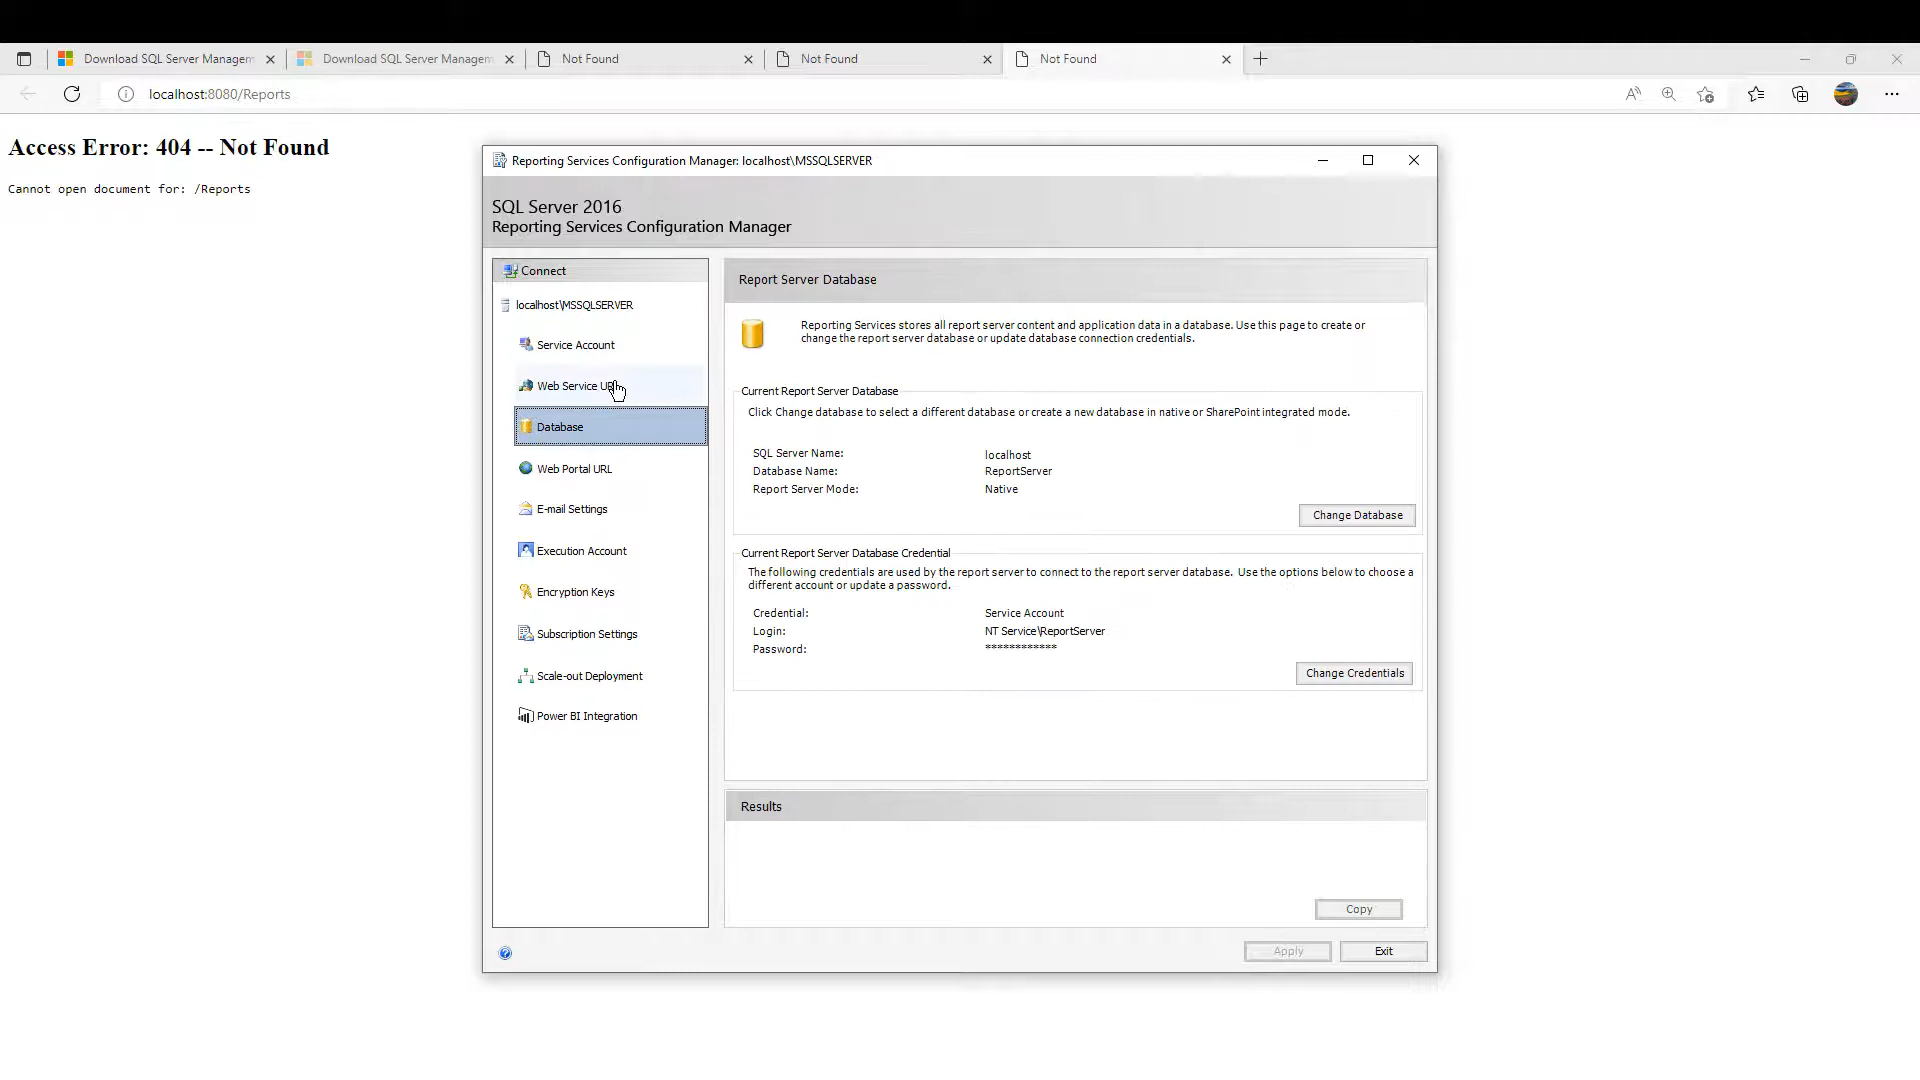 Download SQL Server Managem
Download SQL Server Managem
Not Found
Not Found
Not Found
localhost:8080/Reports
Access Error: 404 -- Not Found
Cannot open document for: /Reports
Reporting Services Configuration Manager: localhost\MSSQLSERVER
SQL Server 2016
Reporting Services Configuration Manager
Connect
localhost\MSSQLSERVER
Service Account
Web Service URL
Database
Web Portal URL
E-mail Settings
Execution Account
Encryption Keys
Subscription Settings
Scale-out Deployment
Power BI Integration
Report Server Database
Reporting Services stores all report server content and application data in a database. Use this page to create or
change the report server database or update database connection credentials.
Current Report Server Database
Click Change database to select a different database or create a new database in native or SharePoint integrated mode.
SQL Server Name: localhost
Database Name: ReportServer
Report Server Mode: Native
Change Database
Current Report Server Database Credential
The following credentials are used by the report server to connect to the report server database. Use the options below to choose a
different account or update a password.
Credential: Service Account
Login: NT Service\ReportServer
Password: ************
Change Credentials
Results
Copy
Apply
Exit